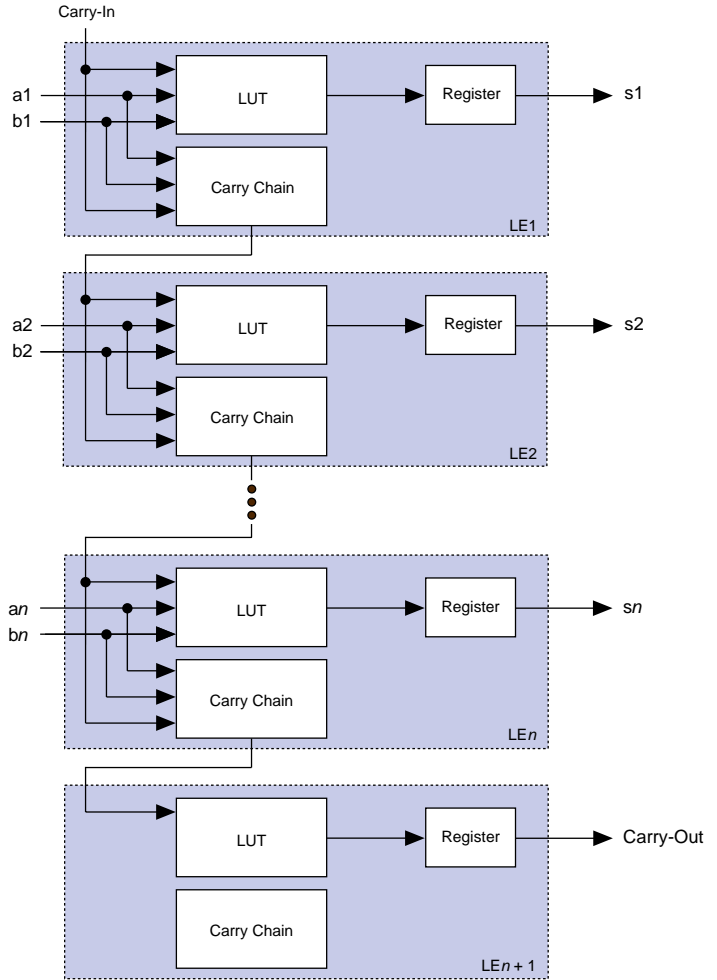 Carry-In
a1
b1
LUT
Register
s1
Carry Chain
LE1
a2
b2
LUT
Register
s2
Carry Chain
LE2
an
bn
LUT
Register
sn
Carry Chain
LEn
LUT
Register
Carry-Out
Carry Chain
LEn + 1